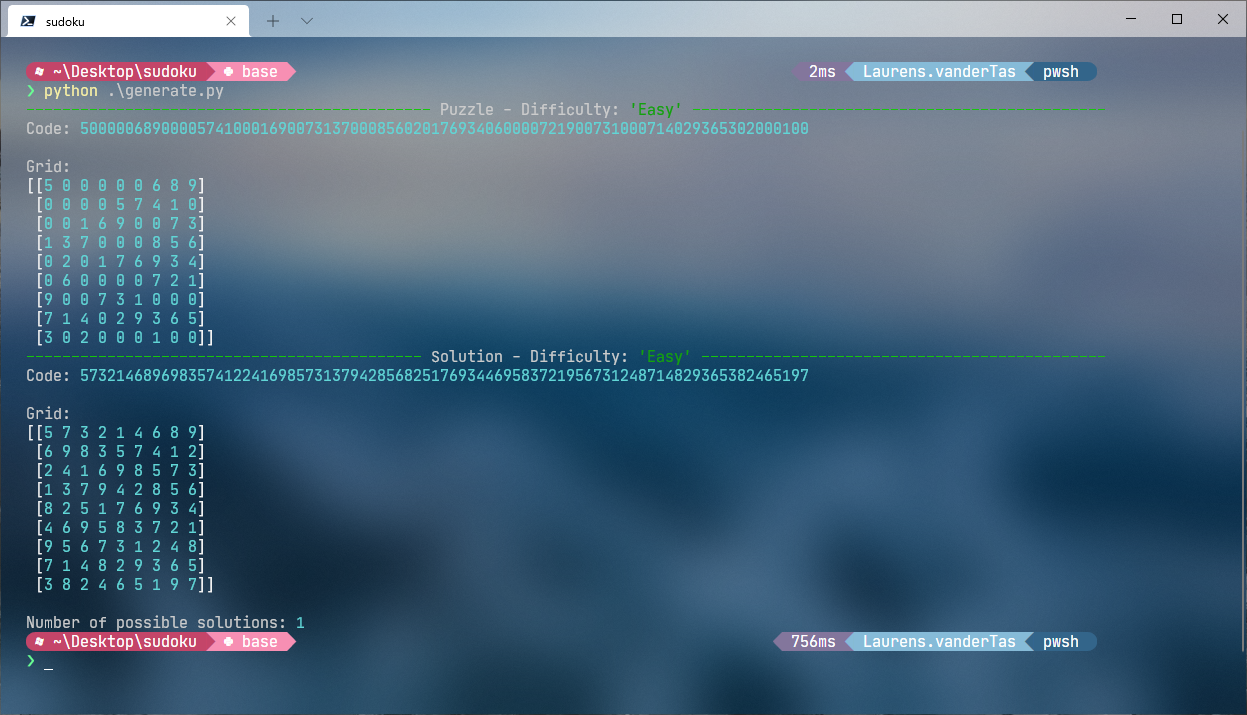 sudoku
~\Desktop\sudoku base 2ms Laurens.vanderTas pwsh
❯ python .\generate.py
--------------------------------------------- Puzzle - Difficulty: 'Easy' ----------------------------------------------
Code: 500000689000057410001690073137000856020176934060000721900731000714029365302000100
Grid:
[[5 0 0 0 0 0 6 8 9]
[0 0 0 0 5 7 4 1 0]
[0 0 1 6 9 0 0 7 3]
[1 3 7 0 0 0 8 5 6]
[0 2 0 1 7 6 9 3 4]
[0 6 0 0 0 0 7 2 1]
[9 0 0 7 3 1 0 0 0]
[7 1 4 0 2 9 3 6 5]
[3 0 2 0 0 0 1 0 0]]
-------------------------------------------- Solution - Difficulty: 'Easy' ---------------------------------------------
Code: 573214689698357412241698573137942856825176934469583721956731248714829365382465197
Grid:
[[5 7 3 2 1 4 6 8 9]
[6 9 8 3 5 7 4 1 2]
[2 4 1 6 9 8 5 7 3]
[1 3 7 9 4 2 8 5 6]
[8 2 5 1 7 6 9 3 4]
[4 6 9 5 8 3 7 2 1]
[9 5 6 7 3 1 2 4 8]
[7 1 4 8 2 9 3 6 5]
[3 8 2 4 6 5 1 9 7]]
Number of possible solutions: 1
~\Desktop\sudoku base 756ms Laurens.vanderTas pwsh
❯ _